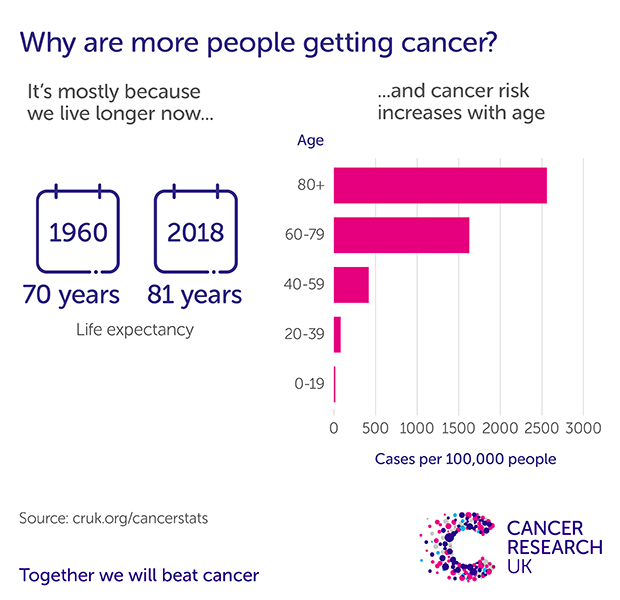 Why are more people getting cancer?
It’s mostly because
we live longer now...
1960
2018
70 years
81 years
Life expectancy
...and cancer risk
increases with age
Age
80+
60-79
40-59
20-39
0-19
0 500 1000 1500 2000 2500 3000
Cases per 100,000 people
Source: cruk.org/cancerstats
Together we will beat cancer
CANCER
RESEARCH
UK